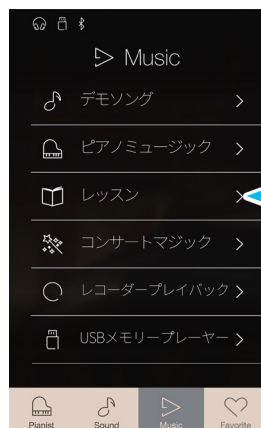 Music
デモソング
ピアノミュージック
レッスン
コンサートマジック
レコーダープレイバック
USBメモリープレーヤー
Pianist Sound Music Favorite